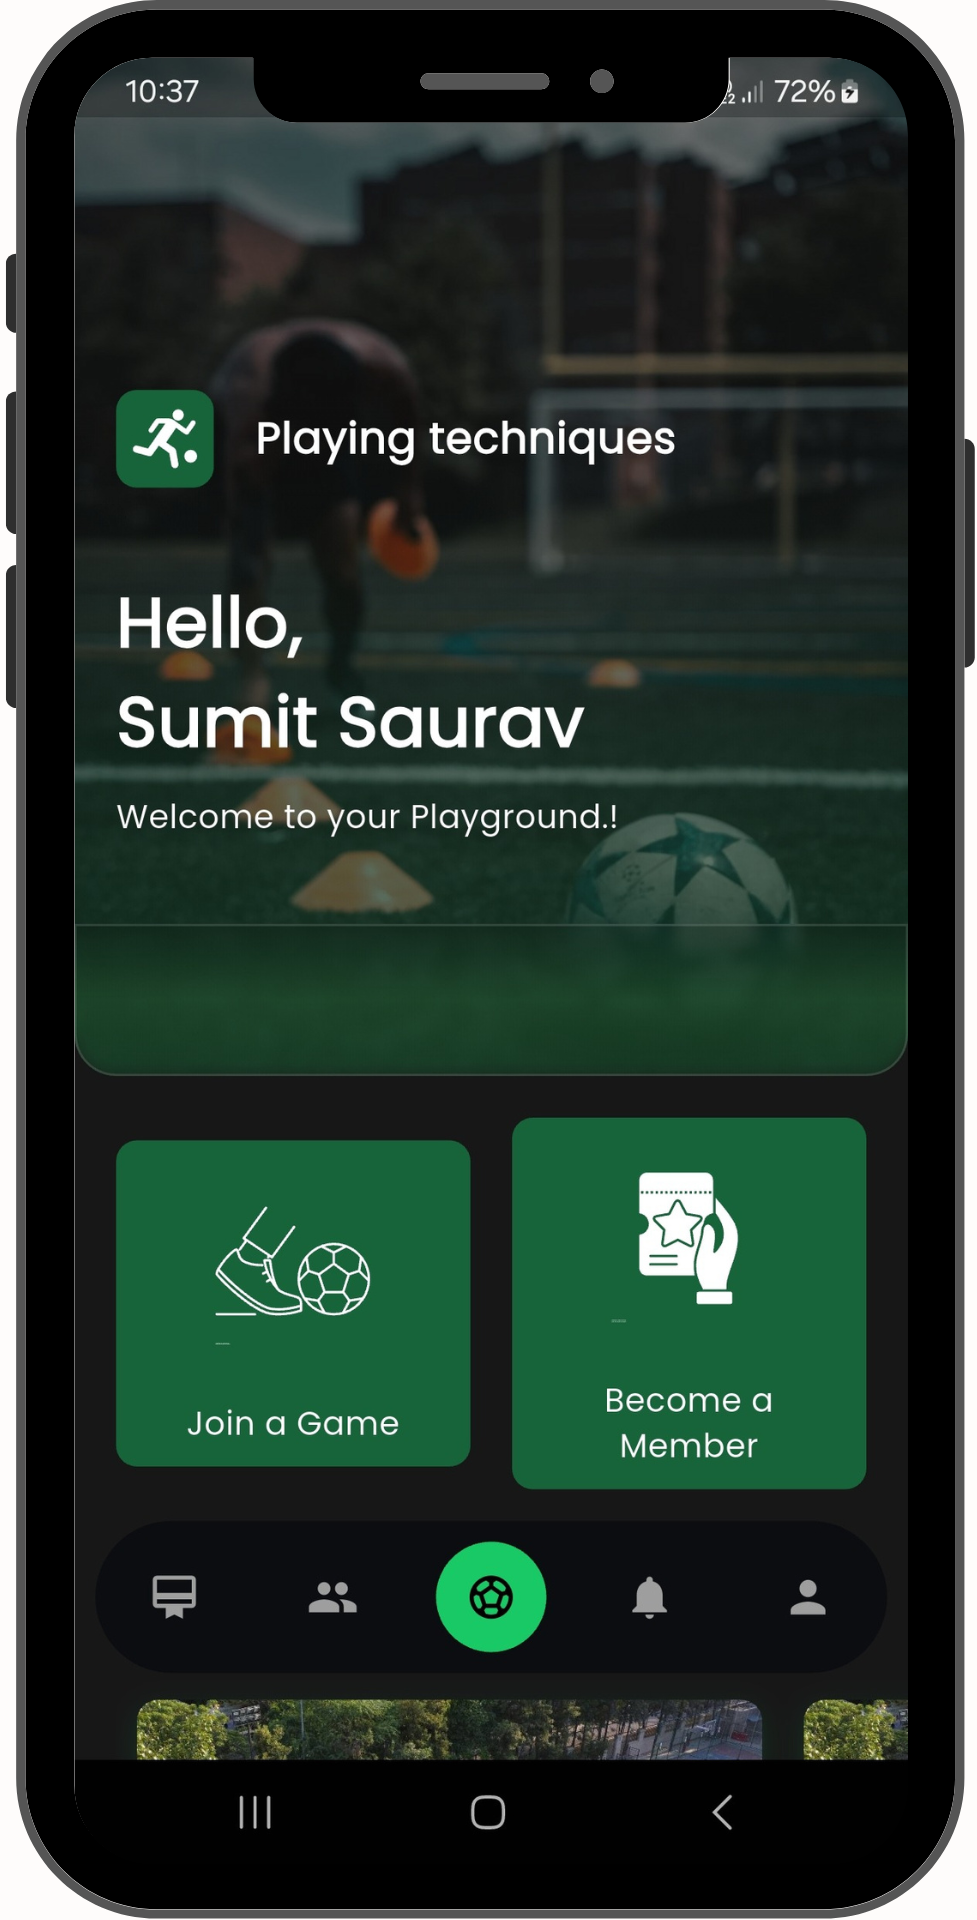 10:37
72%
Playing techniques
Hello,
Sumit Saurav
Welcome to your Playground.!
Join a Game
Become a
Member